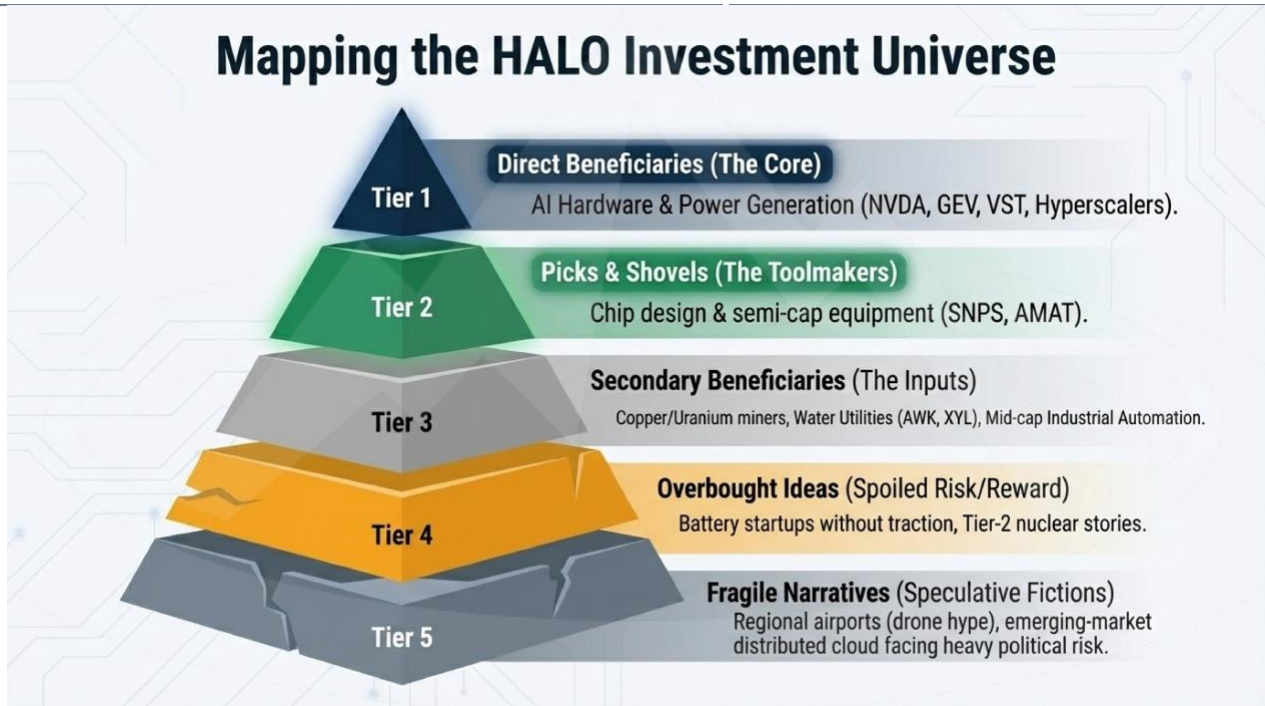 Mapping the HALO Investment Universe
Tier 1
Direct Beneficiaries (The Core)
AI Hardware & Power Generation (NVDA, GEV, VST, Hyperscalers).
Tier 2
Picks & Shovels (The Toolmakers)
Chip design & semi-cap equipment (SNPS, AMAT).
Tier 3
Secondary Beneficiaries (The Inputs)
Copper/Uranium miners, Water Utilities (AWK, XYL), Mid-cap Industrial Automation.
Tier 4
Overbought Ideas (Spoiled Risk/Reward)
Battery startups without traction, Tier-2 nuclear stories.
Tier 5
Fragile Narratives (Speculative Fictions)
Regional airports (drone hype), emerging-market
distributed cloud facing heavy political risk.